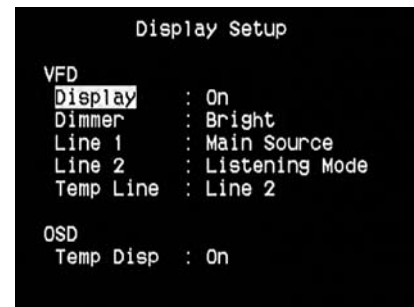 Display Setup
VFD
Display : On
Dimmer : Bright
Line 1 : Main Source
Line 2 : Listening Mode
Temp Line : Line 2
OSD
Temp Disp : On